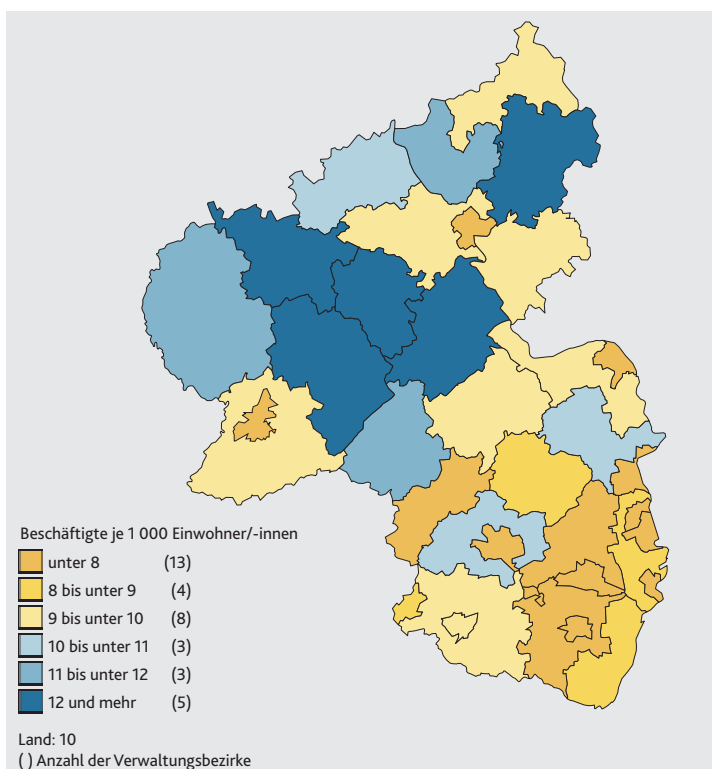 Beschäftigte je 1 000 Einwohner/-innen
unter 8 (13)
8 bis unter 9 (4)
9 bis unter 10 (8)
10 bis unter 11 (3)
11 bis unter 12 (3)
12 und mehr (5)
Land: 10
( ) Anzahl der Verwaltungsbezirke